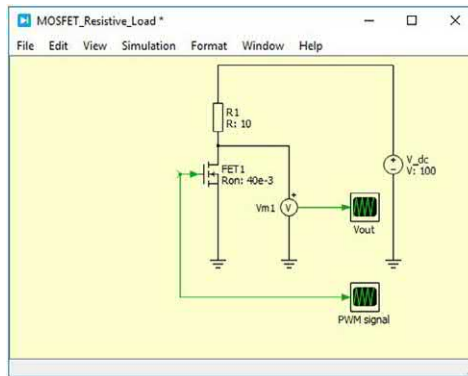 MOSFET_Resistive_Load *
File Edit View Simulation Format Window Help
R1
R: 10
V_dc
V: 100
FET1
Ron: 40e-3
Vm1
V
Vout
PWM signal